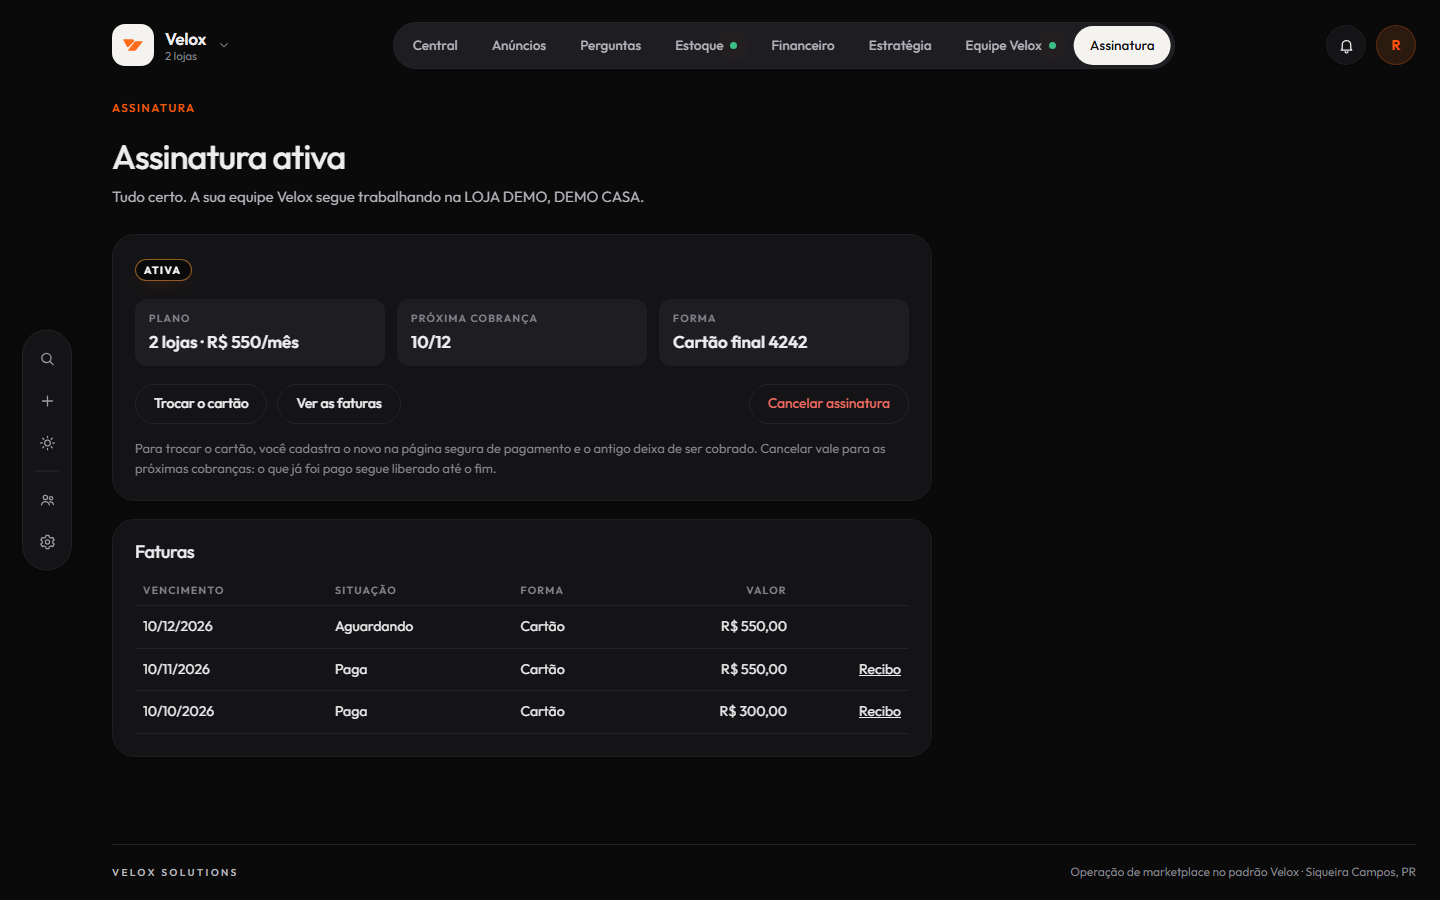 Velox
2 lojas
Central
Anúncios
Perguntas
Estoque
Financeiro
Estratégia
Equipe Velox
Assinatura
R
ASSINATURA
Assinatura ativa
Tudo certo. A sua equipe Velox segue trabalhando na LOJA DEMO, DEMO CASA.
ATIVA
PLANO
2 lojas · R$ 550/mês
PRÓXIMA COBRANÇA
10/12
FORMA
Cartão final 4242
Trocar o cartão
Ver as faturas
Cancelar assinatura
Para trocar o cartão, você cadastra o novo na página segura de pagamento e o antigo deixa de ser cobrado. Cancelar vale para as
próximas cobranças: o que já foi pago segue liberado até o fim.
Faturas
VENCIMENTO SITUAÇÃO FORMA VALOR
10/12/2026 Aguardando Cartão R$ 550,00
10/11/2026 Paga Cartão R$ 550,00 Recibo
10/10/2026 Paga Cartão R$ 300,00 Recibo
VELOX SOLUTIONS
Operação de marketplace no padrão Velox · Siqueira Campos, PR